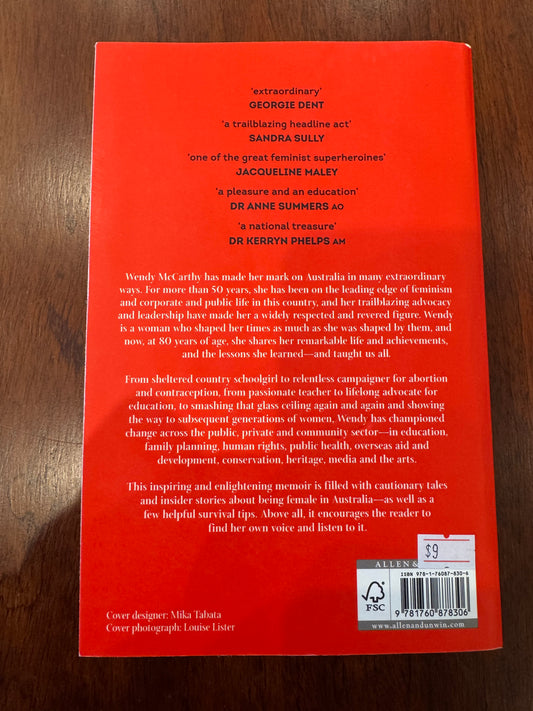 'extraordinary'
GEORGIE DENT
'a trailblazing headline act'
SANDRA SULLY
'one of the great feminist superheroines'
JACQUELINE MALEY
'a pleasure and an education'
DR ANNE SUMMERS AO
'a national treasure'
DR KERRYN PHELPS AM
Wendy McCarthy has made her mark on Australia in many extraordinary
ways. For more than 50 years, she has been on the leading edge of feminism
and corporate and public life in this country, and her trailblazing advocacy
and leadership have made her a widely respected and revered figure. Wendy
is a woman who shaped her times as much as she was shaped by them, and
now, at 80 years of age, she shares her remarkable life and achievements,
and the lessons she learned—and taught us all.
From sheltered country schoolgirl to relentless campaigner for abortion
and contraception, from passionate teacher to lifelong advocate for
education, to smashing that glass ceiling again and again and showing
the way to subsequent generations of women, Wendy has championed
change across the public, private and community sector—in education,
family planning, human rights, public health, overseas aid and
development, conservation, heritage, media and the arts.
This inspiring and enlightening memoir is filled with cautionary tales
and insider stories about being female in Australia—as well as a
few helpful survival tips. Above all, it encourages the reader to
find her own voice and listen to it.
$9
ALLEN &
ISBN 978-1-76087-830-6
FSC
9 781760 878306
www.allenandunwin.com
Cover designer: Mika Tabata
Cover photograph: Louise Lister